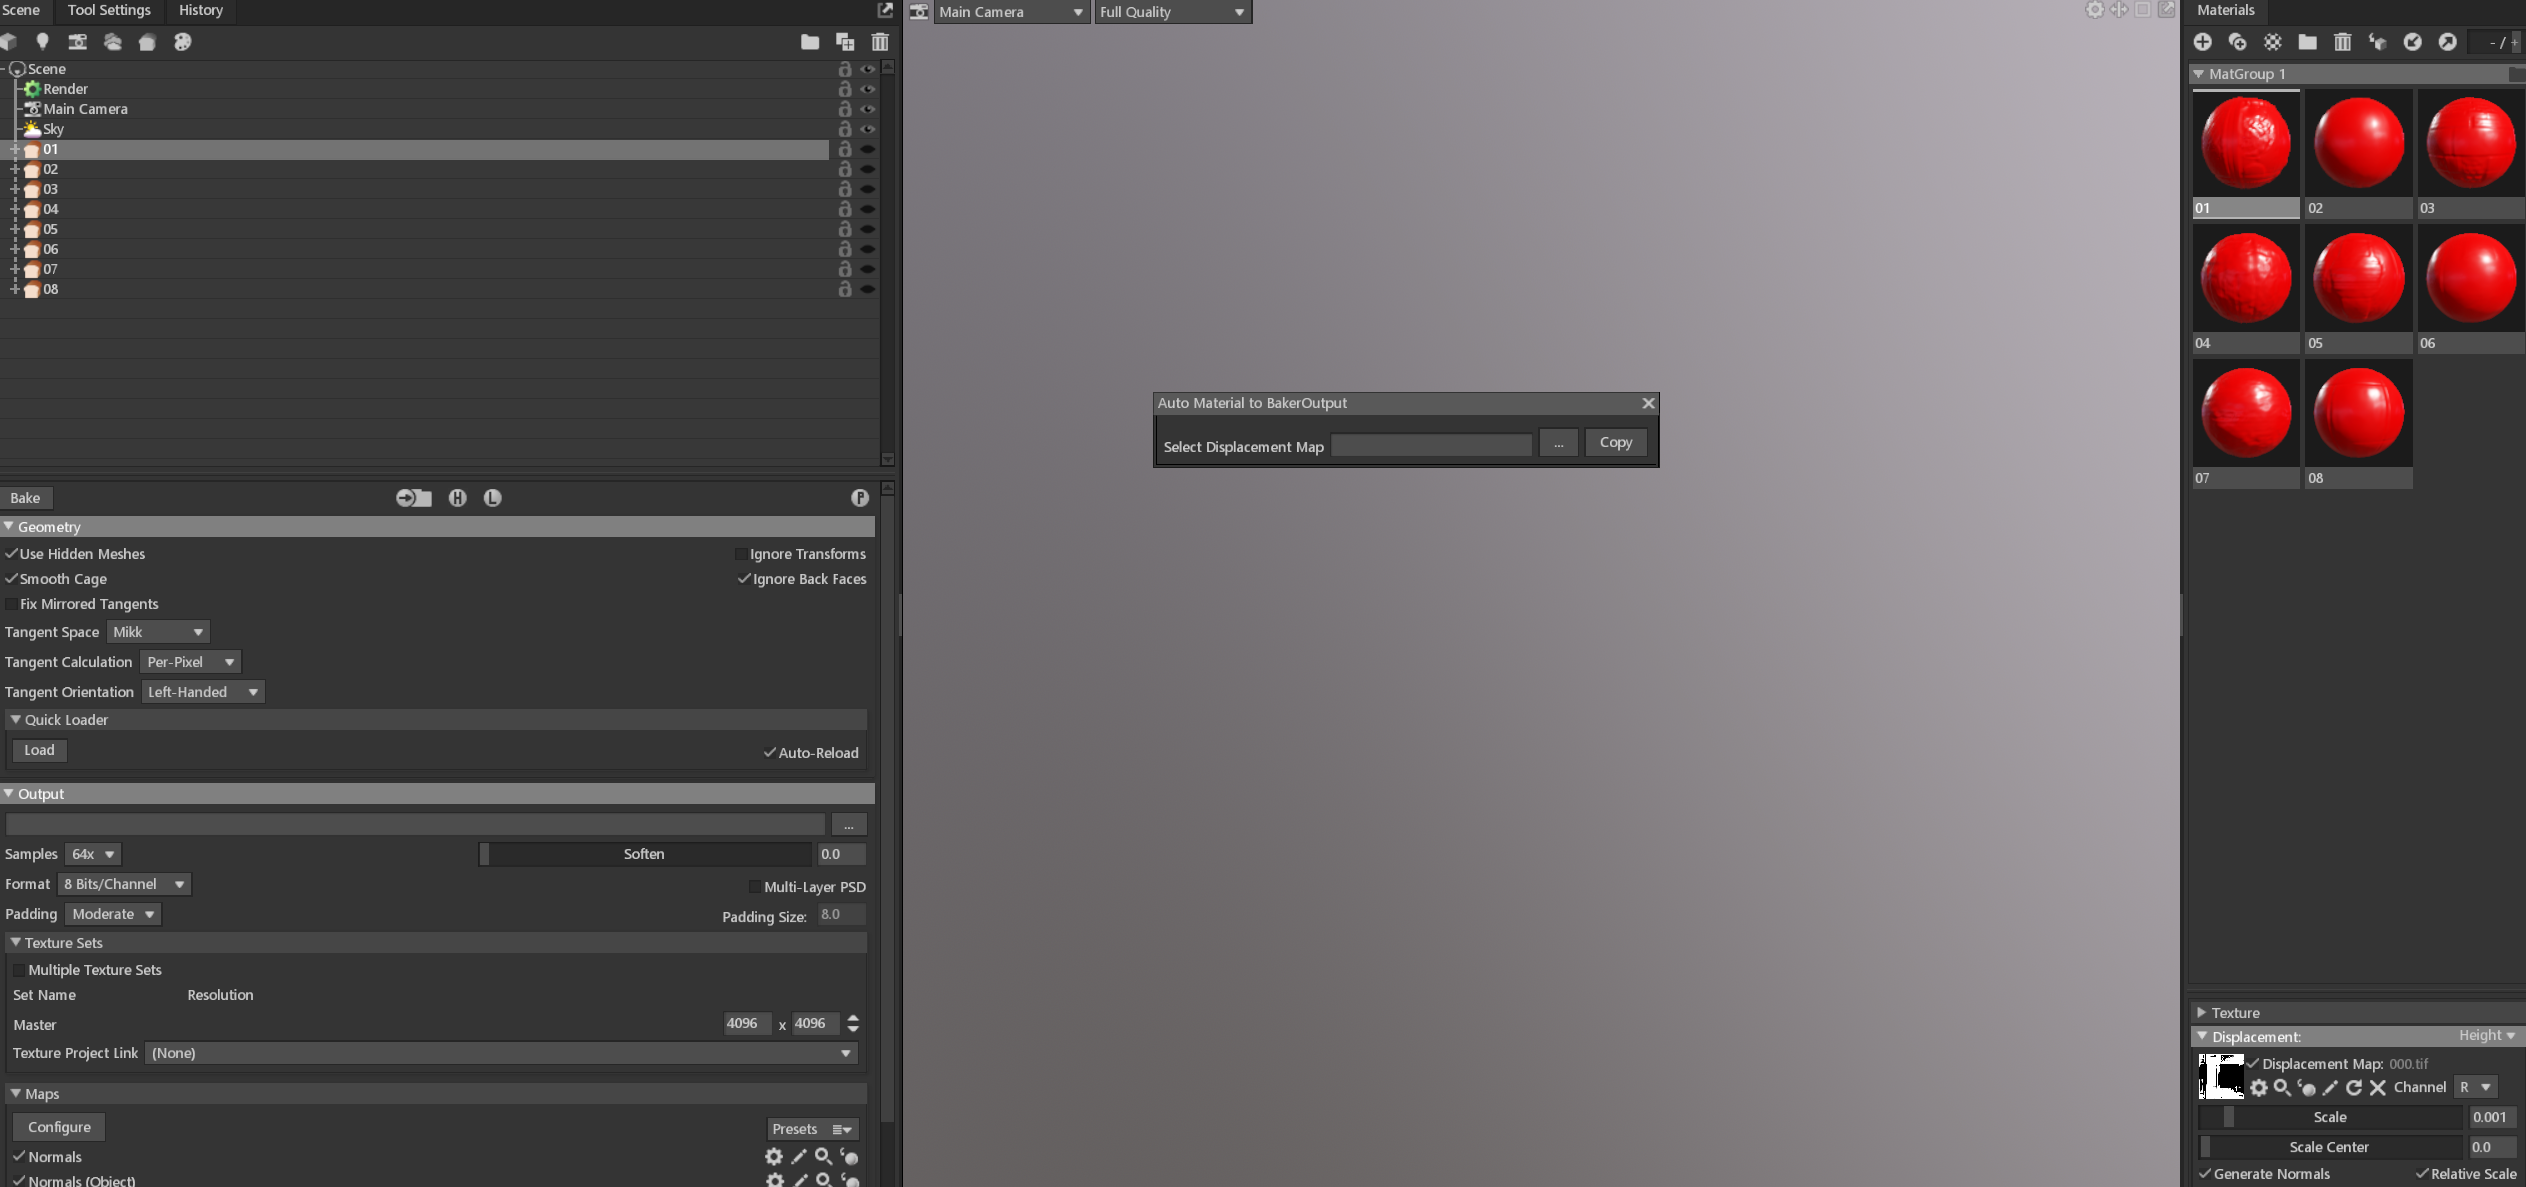 Scene Tool Settings History
Scene
Render
Main Camera
Sky
01
02
03
04
05
06
07
08
Bake
H L P
Geometry
Use Hidden Meshes Ignore Transforms
Smooth Cage Ignore Back Faces
Fix Mirrored Tangents
Tangent Space Mikk
Tangent Calculation Per-Pixel
Tangent Orientation Left-Handed
Quick Loader
Load Auto-Reload
Output
...
Samples 64x Soften 0.0
Format 8 Bits/Channel Multi-Layer PSD
Padding Moderate Padding Size: 8.0
Texture Sets
Multiple Texture Sets
Set Name Resolution
Master 4096 x 4096
Texture Project Link (None)
Maps
Configure Presets
Normals
Normals (Object)
Main Camera Full Quality
Auto Material to BakerOutput
Select Displacement Map ... Copy
Materials
- / +
MatGroup 1
01 02 03
04 05 06
07 08
Texture
Displacement: Height
Displacement Map: 000.tif
Channel R
Scale 0.001
Scale Center 0.0
Generate Normals Relative Scale